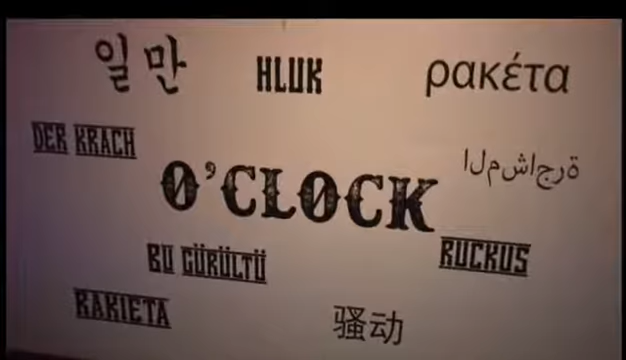 일만
HLUK
ρακέτα
DER KRACH
المشاجرة
O'CLOCK
BU GÜRÜLTÜ
RUCKUS
RAKIETA
骚动